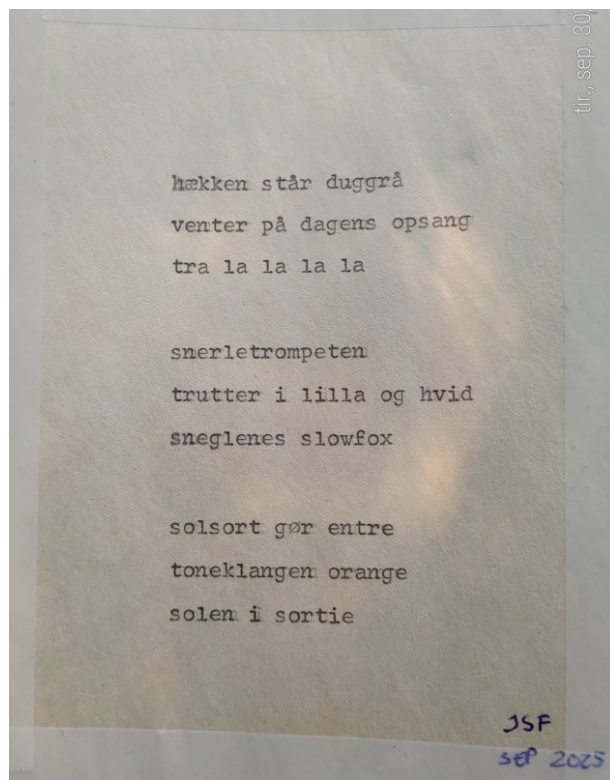 hækken står duggrå
venter på dagens opsang
tra la la la la
snerletrompeten
trutter i lilla og hvid
sneglenes slowfox
solsort gør entre
toneklangen orange
solen i sortie
JSF
SEP 2025
tir., sep. 30,